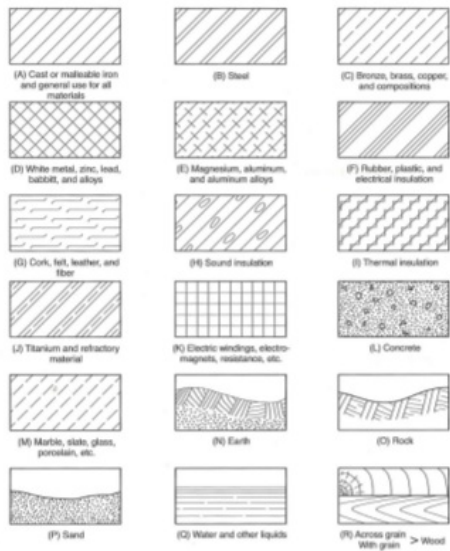 (A) Cast or malleable iron
and general use for all
materials
(B) Steel
(C) Bronze, brass, copper,
and compositions
(D) White metal, zinc, lead,
babbitt, and alloys
(E) Magnesium, aluminum,
and aluminum alloys
(F) Rubber, plastic, and
electrical insulation
(G) Cork, felt, leather, and
fiber
(H) Sound insulation
(I) Thermal insulation
(J) Titanium and refractory
material
(K) Electric windings, electro-
magnets, resistance, etc.
(L) Concrete
(M) Marble, slate, glass,
porcelain, etc.
(N) Earth
(O) Rock
(P) Sand
(Q) Water and other liquids
(R) Across grain
With grain > Wood